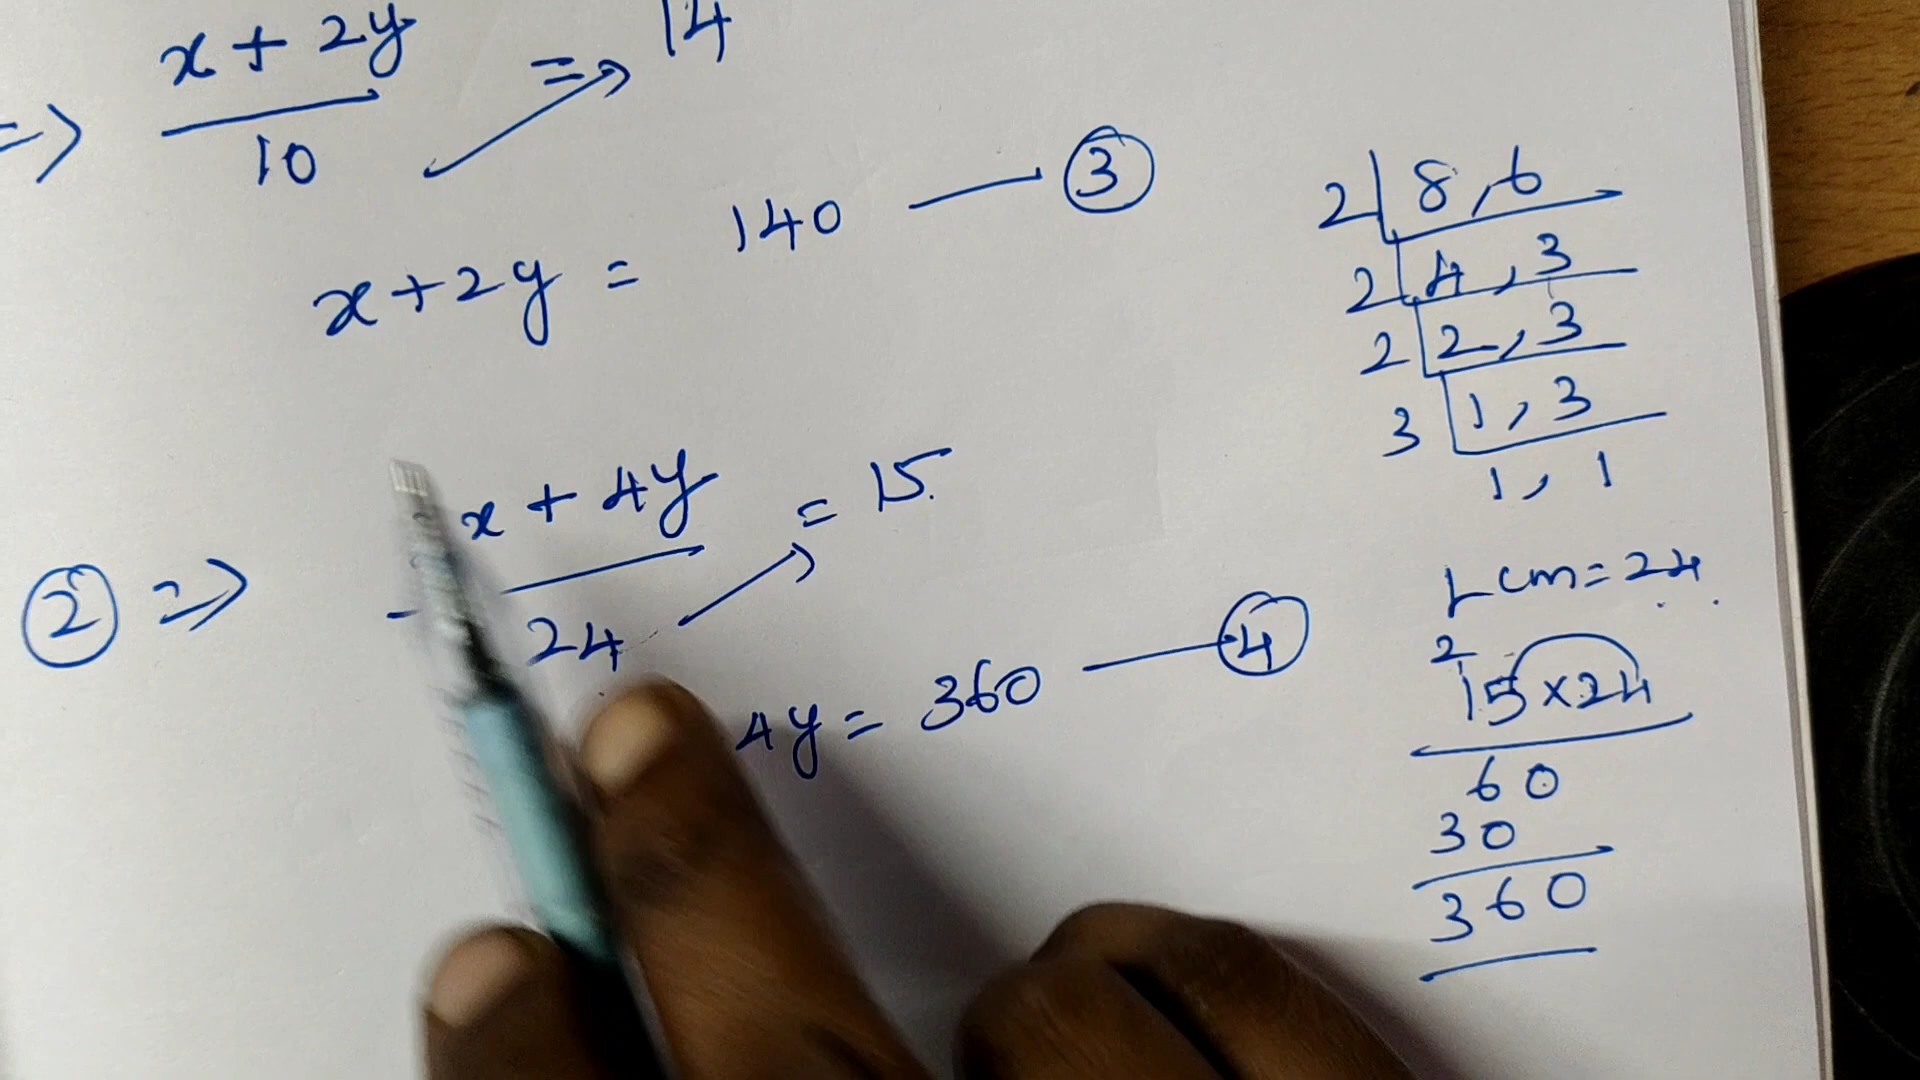 => x + 2y / 10 => 14
x + 2y = 140 — ③
② => x + 4y / 24 = 15
4y = 360 — ④
2 | 8, 6
2 | 4, 3
2 | 2, 3
3 | 1, 3
1, 1
Lcm = 24
2
15 x 24
60
30
360